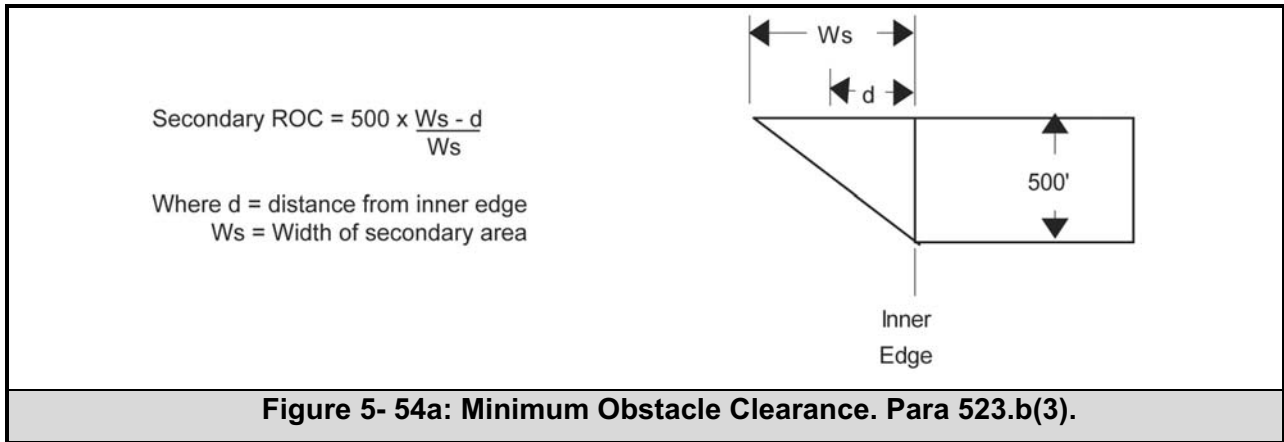 Secondary ROC = 500 x Ws - d
Ws
Where d = distance from inner edge
Ws = Width of secondary area
Ws
d
500'
Inner
Edge
Figure 5- 54a: Minimum Obstacle Clearance. Para 523.b(3).